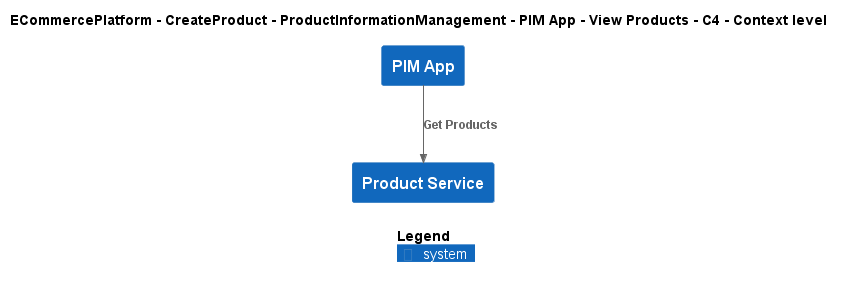 ECommercePlatform - CreateProduct - ProductInformationManagement - PIM App - View Products - C4 - Context level
PIM App
Get Products
Product Service
Legend
system